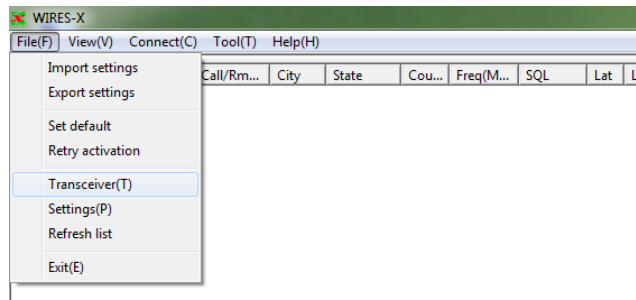 WIRES-X
File(F) View(V) Connect(C) Tool(T) Help(H)
Call/Rm... City State Cou... Freq(M... SQL Lat L
Import settings
Export settings
Set default
Retry activation
Transceiver(T)
Settings(P)
Refresh list
Exit(E)